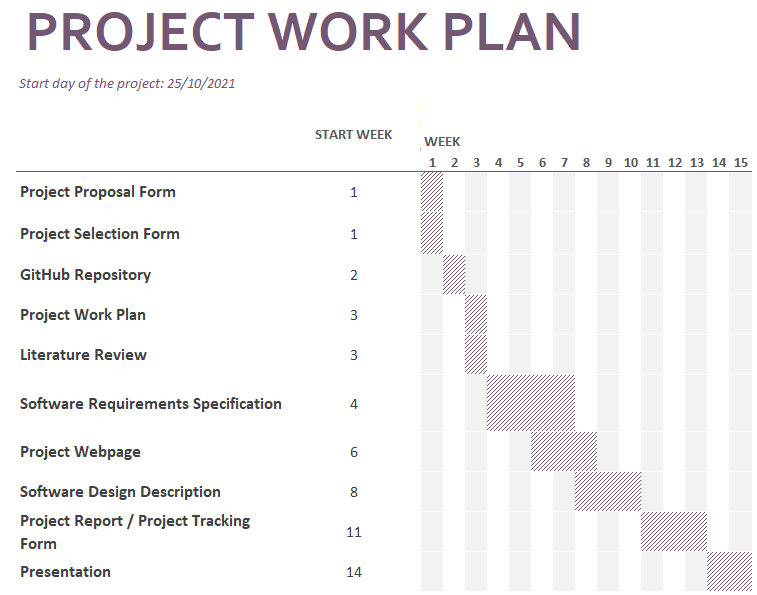 PROJECT WORK PLAN
Start day of the project: 25/10/2021
START WEEK
WEEK
1 2 3 4 5 6 7 8 9 10 11 12 13 14 15
Project Proposal Form 1
Project Selection Form 1
GitHub Repository 2
Project Work Plan 3
Literature Review 3
Software Requirements Specification 4
Project Webpage 6
Software Design Description 8
Project Report / Project Tracking
Form 11
Presentation 14